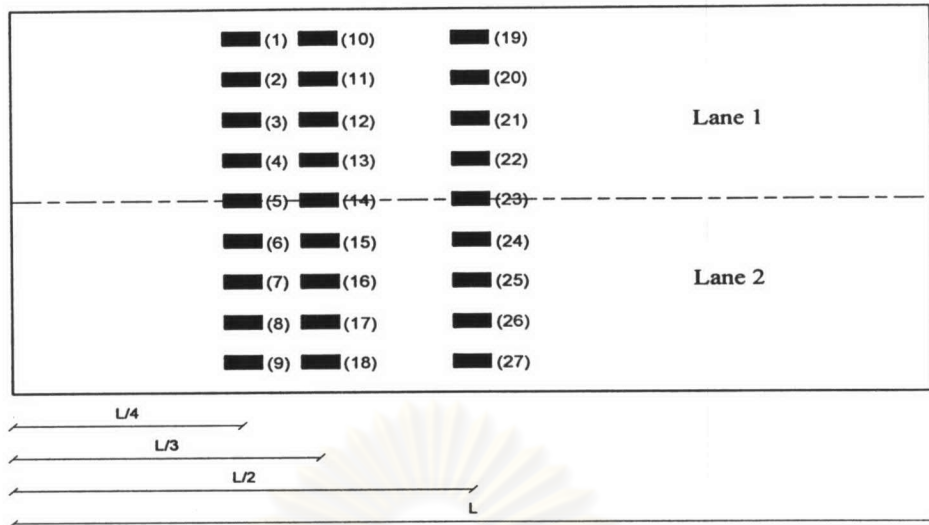 (1) (10) (19)
(2) (11) (20)
(3) (12) (21) Lane 1
(4) (13) (22)
(5) (14) (23)
(6) (15) (24)
(7) (16) (25) Lane 2
(8) (17) (26)
(9) (18) (27)
L/4
L/3
L/2
L